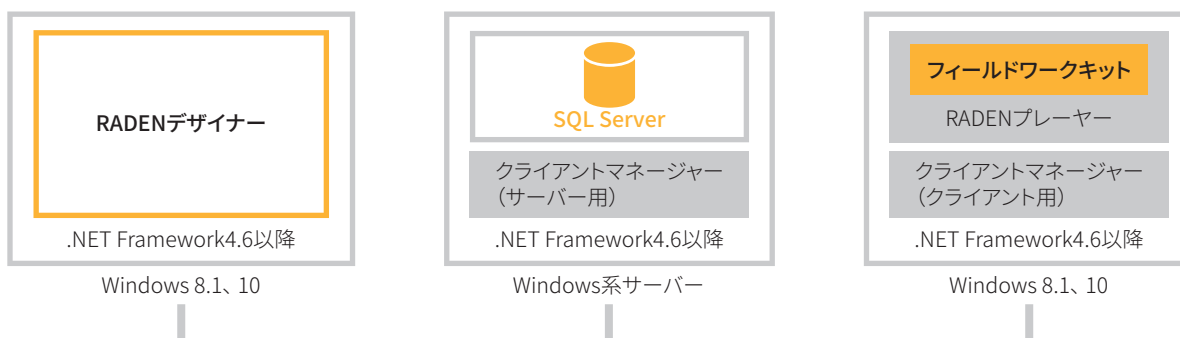 RADENデザイナー
.NET Framework4.6以降
Windows 8.1、10
SQL Server
クライアントマネージャー
（サーバー用）
.NET Framework4.6以降
Windows系サーバー
フィールドワークキット
RADENプレーヤー
クライアントマネージャー
（クライアント用）
.NET Framework4.6以降
Windows 8.1、10